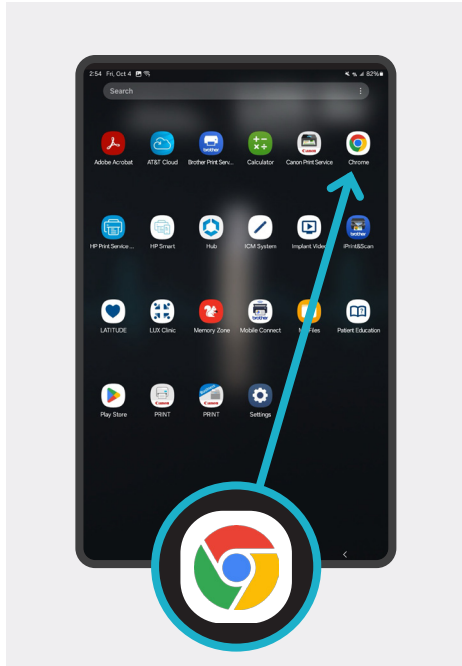 2:54 Fri, Oct 4 82%
Search
Adobe Acrobat AT&T Cloud Brother Print Serv... Calculator Canon Print Service Chrome
HP Print Service ... HP Smart Hub ICM System Implant Video iPrint&Scan
LATITUDE LUX Clinic Memory Zone Mobile Connect My Files Patient Education
Play Store PRINT PRINT Settings